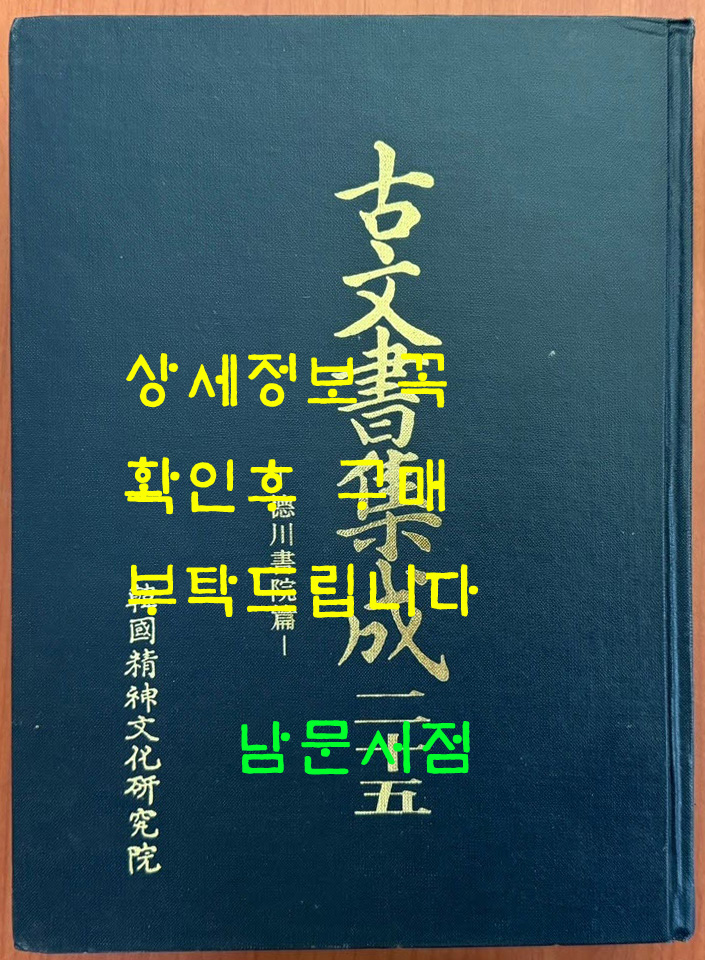 古文書集成 二十五
德川書院篇ㅡ
韓國精神文化研究院
상세정보 꼭
확인후 구매
부탁드립니다
남문서점